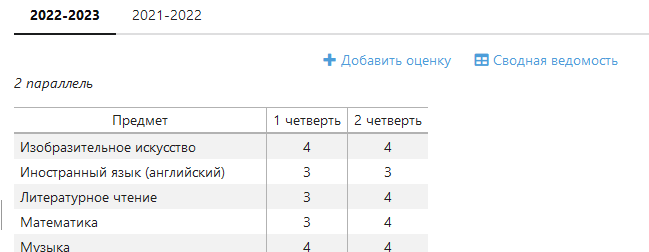 2022-2023 2021-2022
Добавить оценку Сводная ведомость
2 параллель
Предмет 1 четверть 2 четверть
Изобразительное искусство 4 4
Иностранный язык (английский) 3 3
Литературное чтение 3 4
Математика 3 4
Музыка 4 4